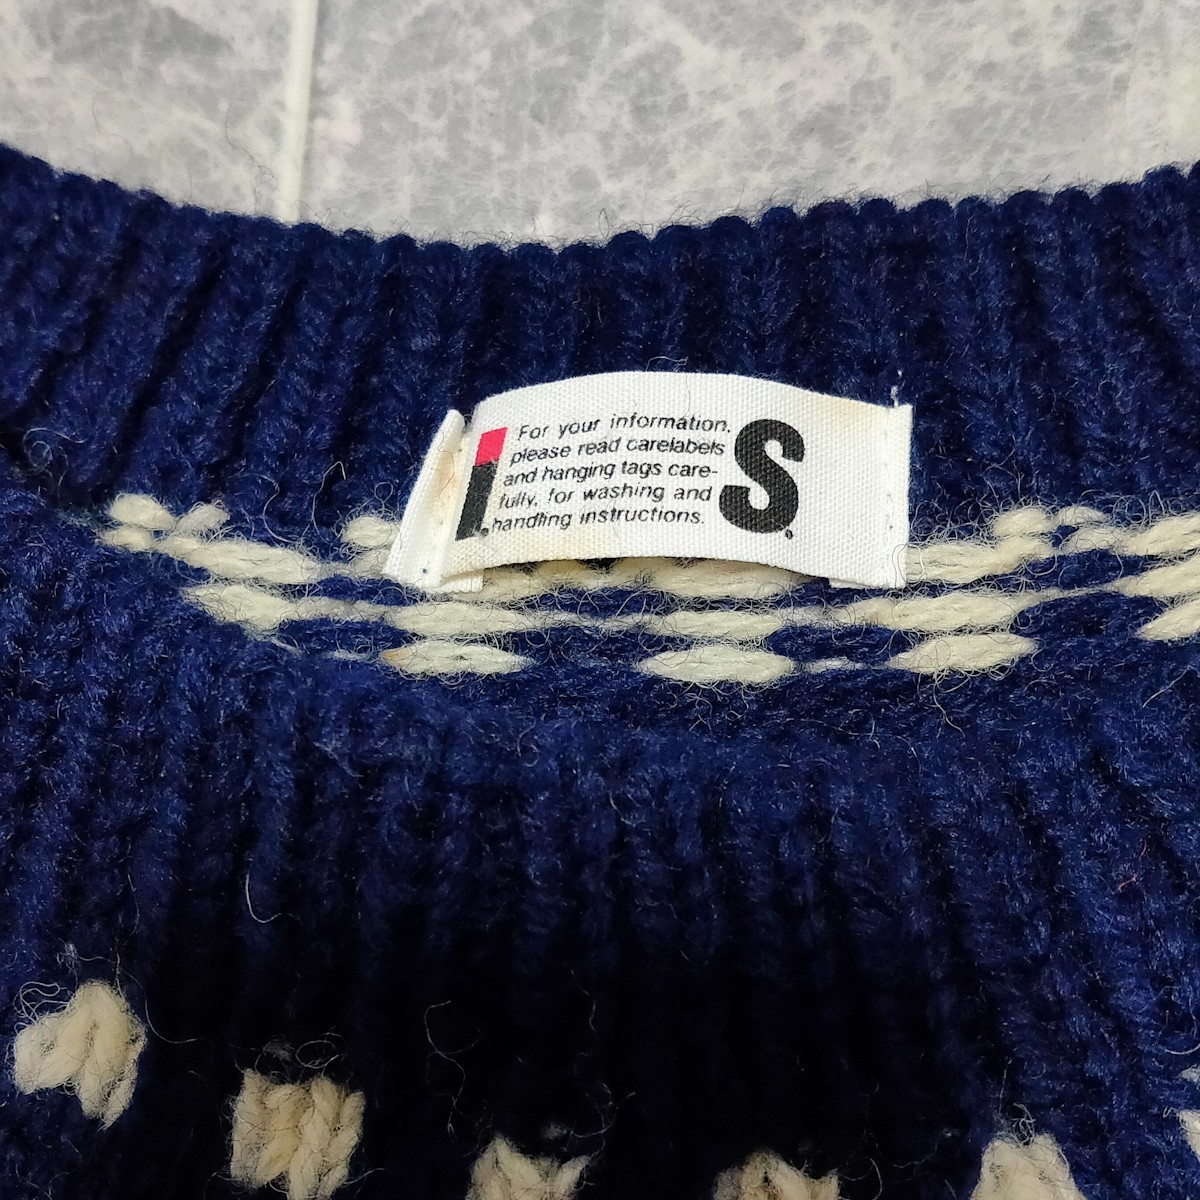 I.S.
For your information,
please read carelabels
and hanging tags care-
fully, for washing and
handling instructions.